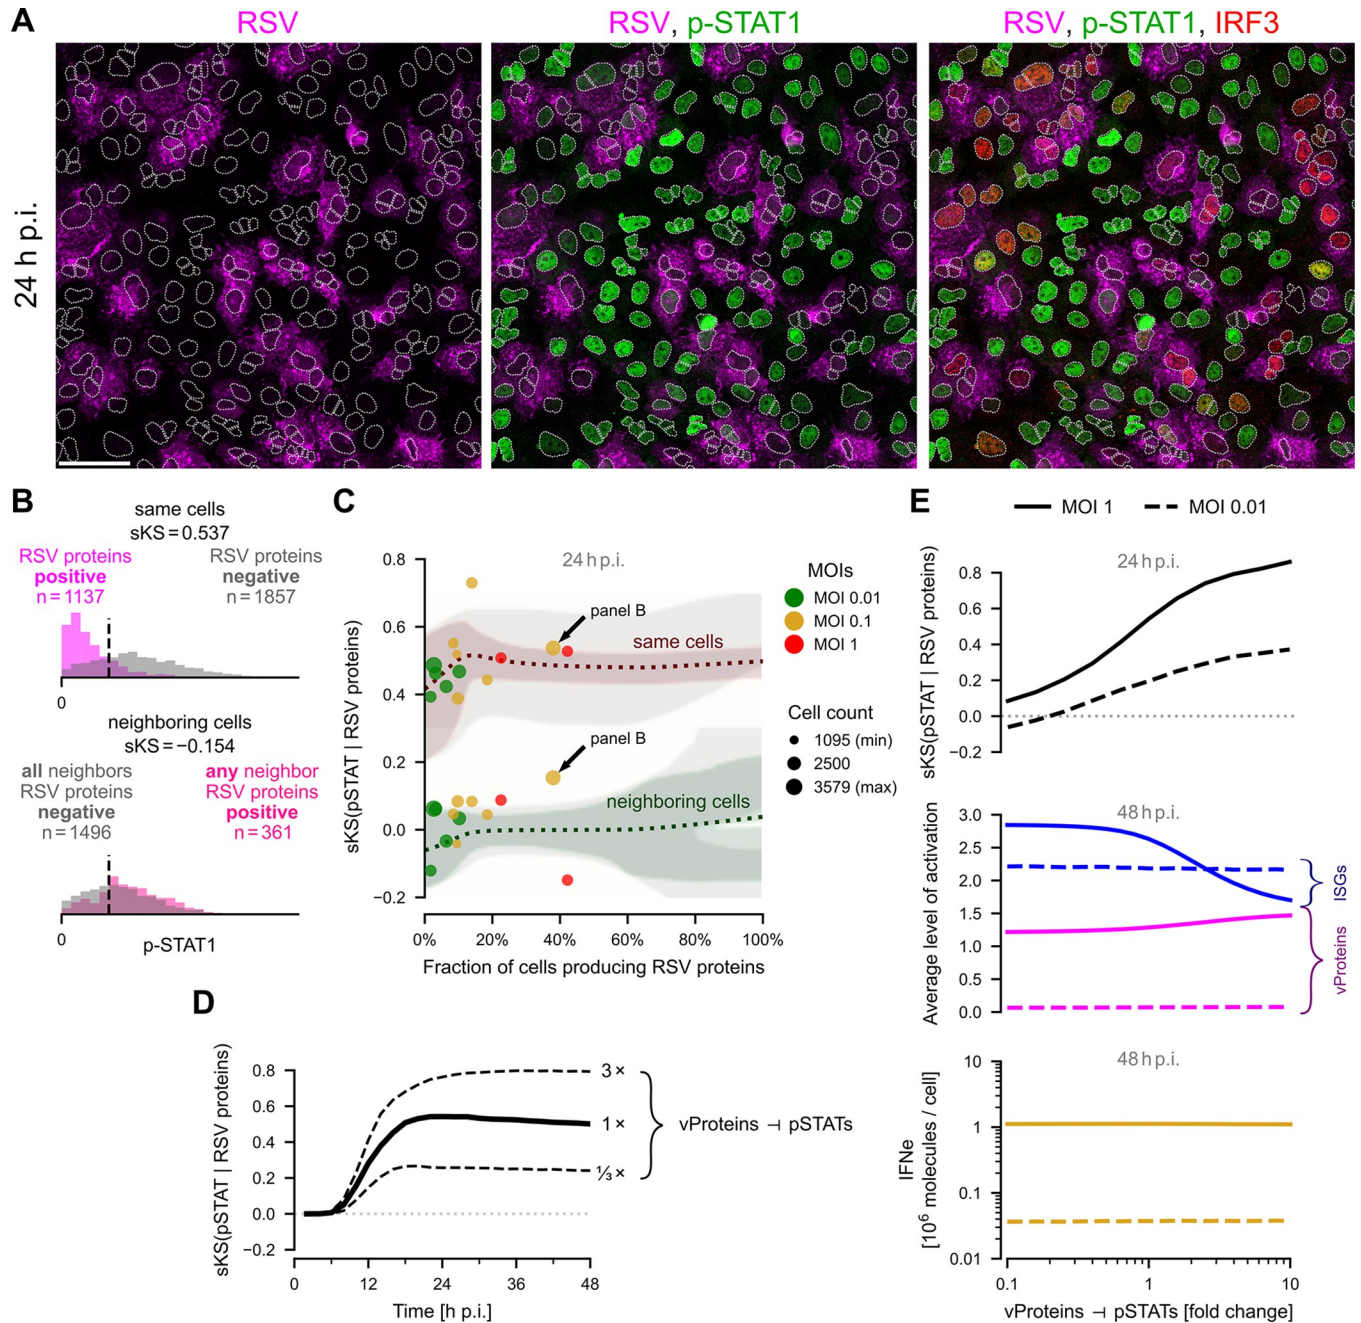 A
RSV
RSV, p-STAT1
RSV, p-STAT1, IRF3
24 h p.i.
B
same cells
sKS = 0.537
RSV proteins
positive
n = 1137
RSV proteins
negative
n = 1857
0
neighboring cells
sKS = −0.154
all neighbors
RSV proteins
negative
n = 1496
any neighbor
RSV proteins
positive
n = 361
0
p-STAT1
C
24 h p.i.
sKS(pSTAT | RSV proteins)
0.8
0.6
0.4
0.2
0.0
−0.2
panel B
same cells
panel B
neighboring cells
0%
20%
40%
60%
80%
100%
Fraction of cells producing RSV proteins
MOIs
MOI 0.01
MOI 0.1
MOI 1
Cell count
1095 (min)
2500
3579 (max)
D
sKS(pSTAT | RSV proteins)
0.8
0.6
0.4
0.2
0.0
−0.2
3 ×
1 ×
⅓ ×
vProteins ⊣ pSTATs
0
12
24
36
48
Time [h p.i.]
E
MOI 1
MOI 0.01
24 h p.i.
sKS(pSTAT | RSV proteins)
0.8
0.6
0.4
0.2
0.0
−0.2
48 h p.i.
Average level of activation
3.0
2.5
2.0
1.5
1.0
0.5
0.0
ISGs
vProteins
48 h p.i.
IFNe
[10⁶ molecules / cell]
10
1
0.1
0.01
0.1
1
10
vProteins ⊣ pSTATs [fold change]